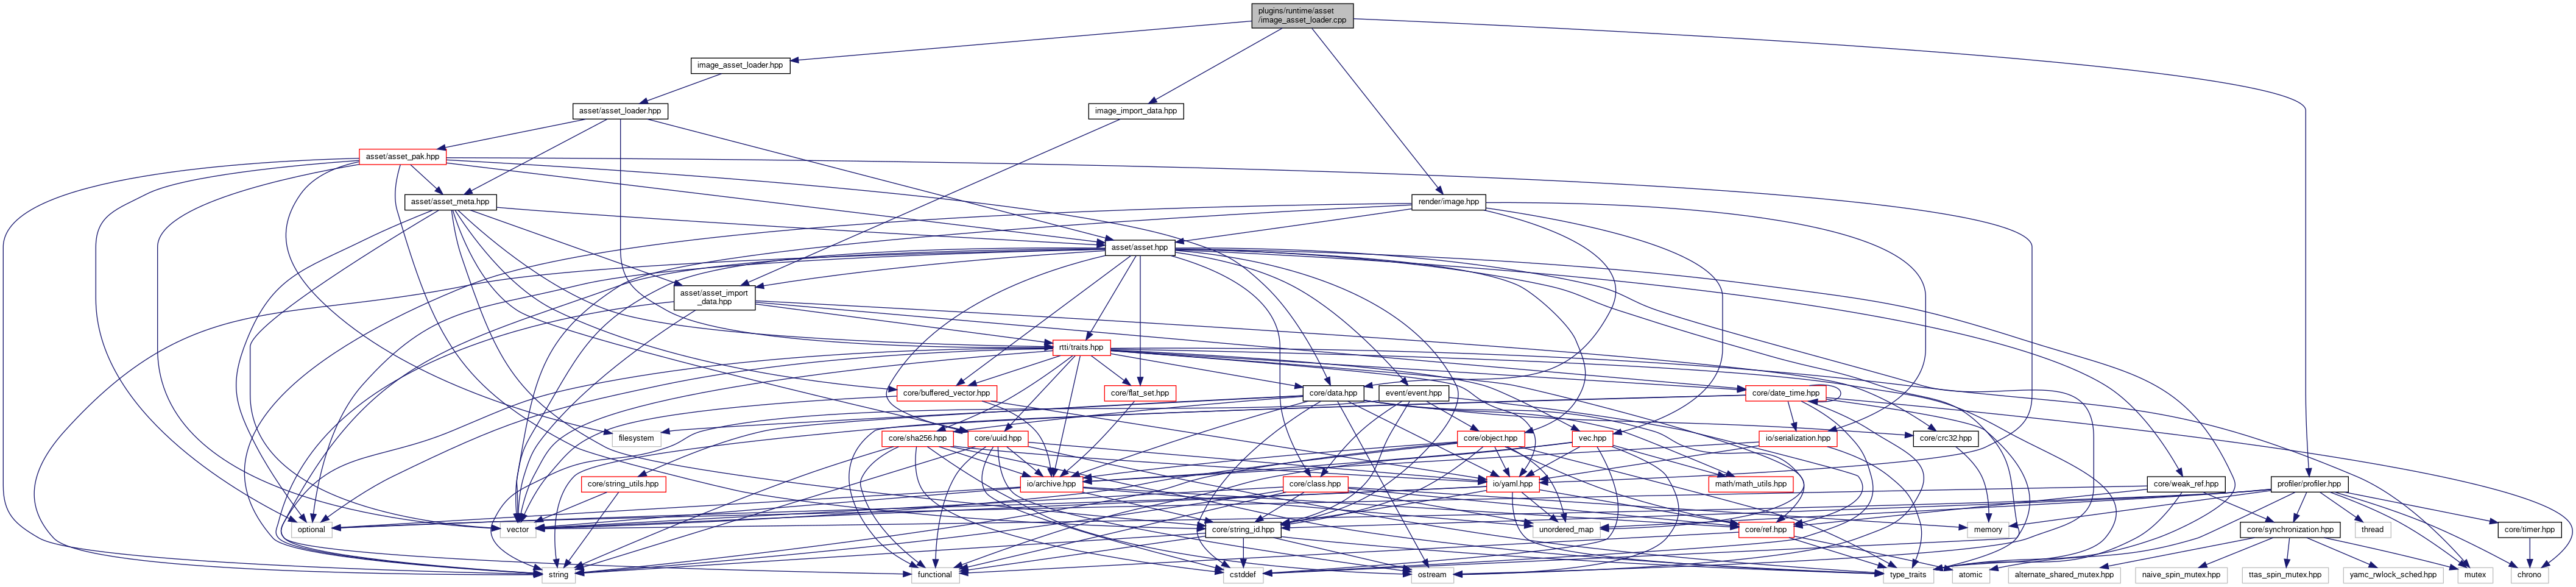 plugins/runtime/asset
/image_asset_loader.cpp
image_asset_loader.hpp
asset/asset_loader.hpp
image_import_data.hpp
asset/asset_pak.hpp
asset/asset_meta.hpp
render/image.hpp
asset/asset.hpp
asset/asset_import
_data.hpp
rtti/traits.hpp
core/buffered_vector.hpp
core/flat_set.hpp
core/data.hpp
event/event.hpp
core/date_time.hpp
filesystem
core/sha256.hpp
core/uuid.hpp
core/object.hpp
vec.hpp
io/serialization.hpp
core/crc32.hpp
core/string_utils.hpp
io/archive.hpp
core/class.hpp
io/yaml.hpp
math/math_utils.hpp
core/weak_ref.hpp
profiler/profiler.hpp
optional
vector
core/string_id.hpp
unordered_map
core/ref.hpp
memory
core/synchronization.hpp
thread
core/timer.hpp
string
functional
cstddef
ostream
type_traits
atomic
alternate_shared_mutex.hpp
naive_spin_mutex.hpp
ttas_spin_mutex.hpp
yamc_rwlock_sched.hpp
mutex
chrono